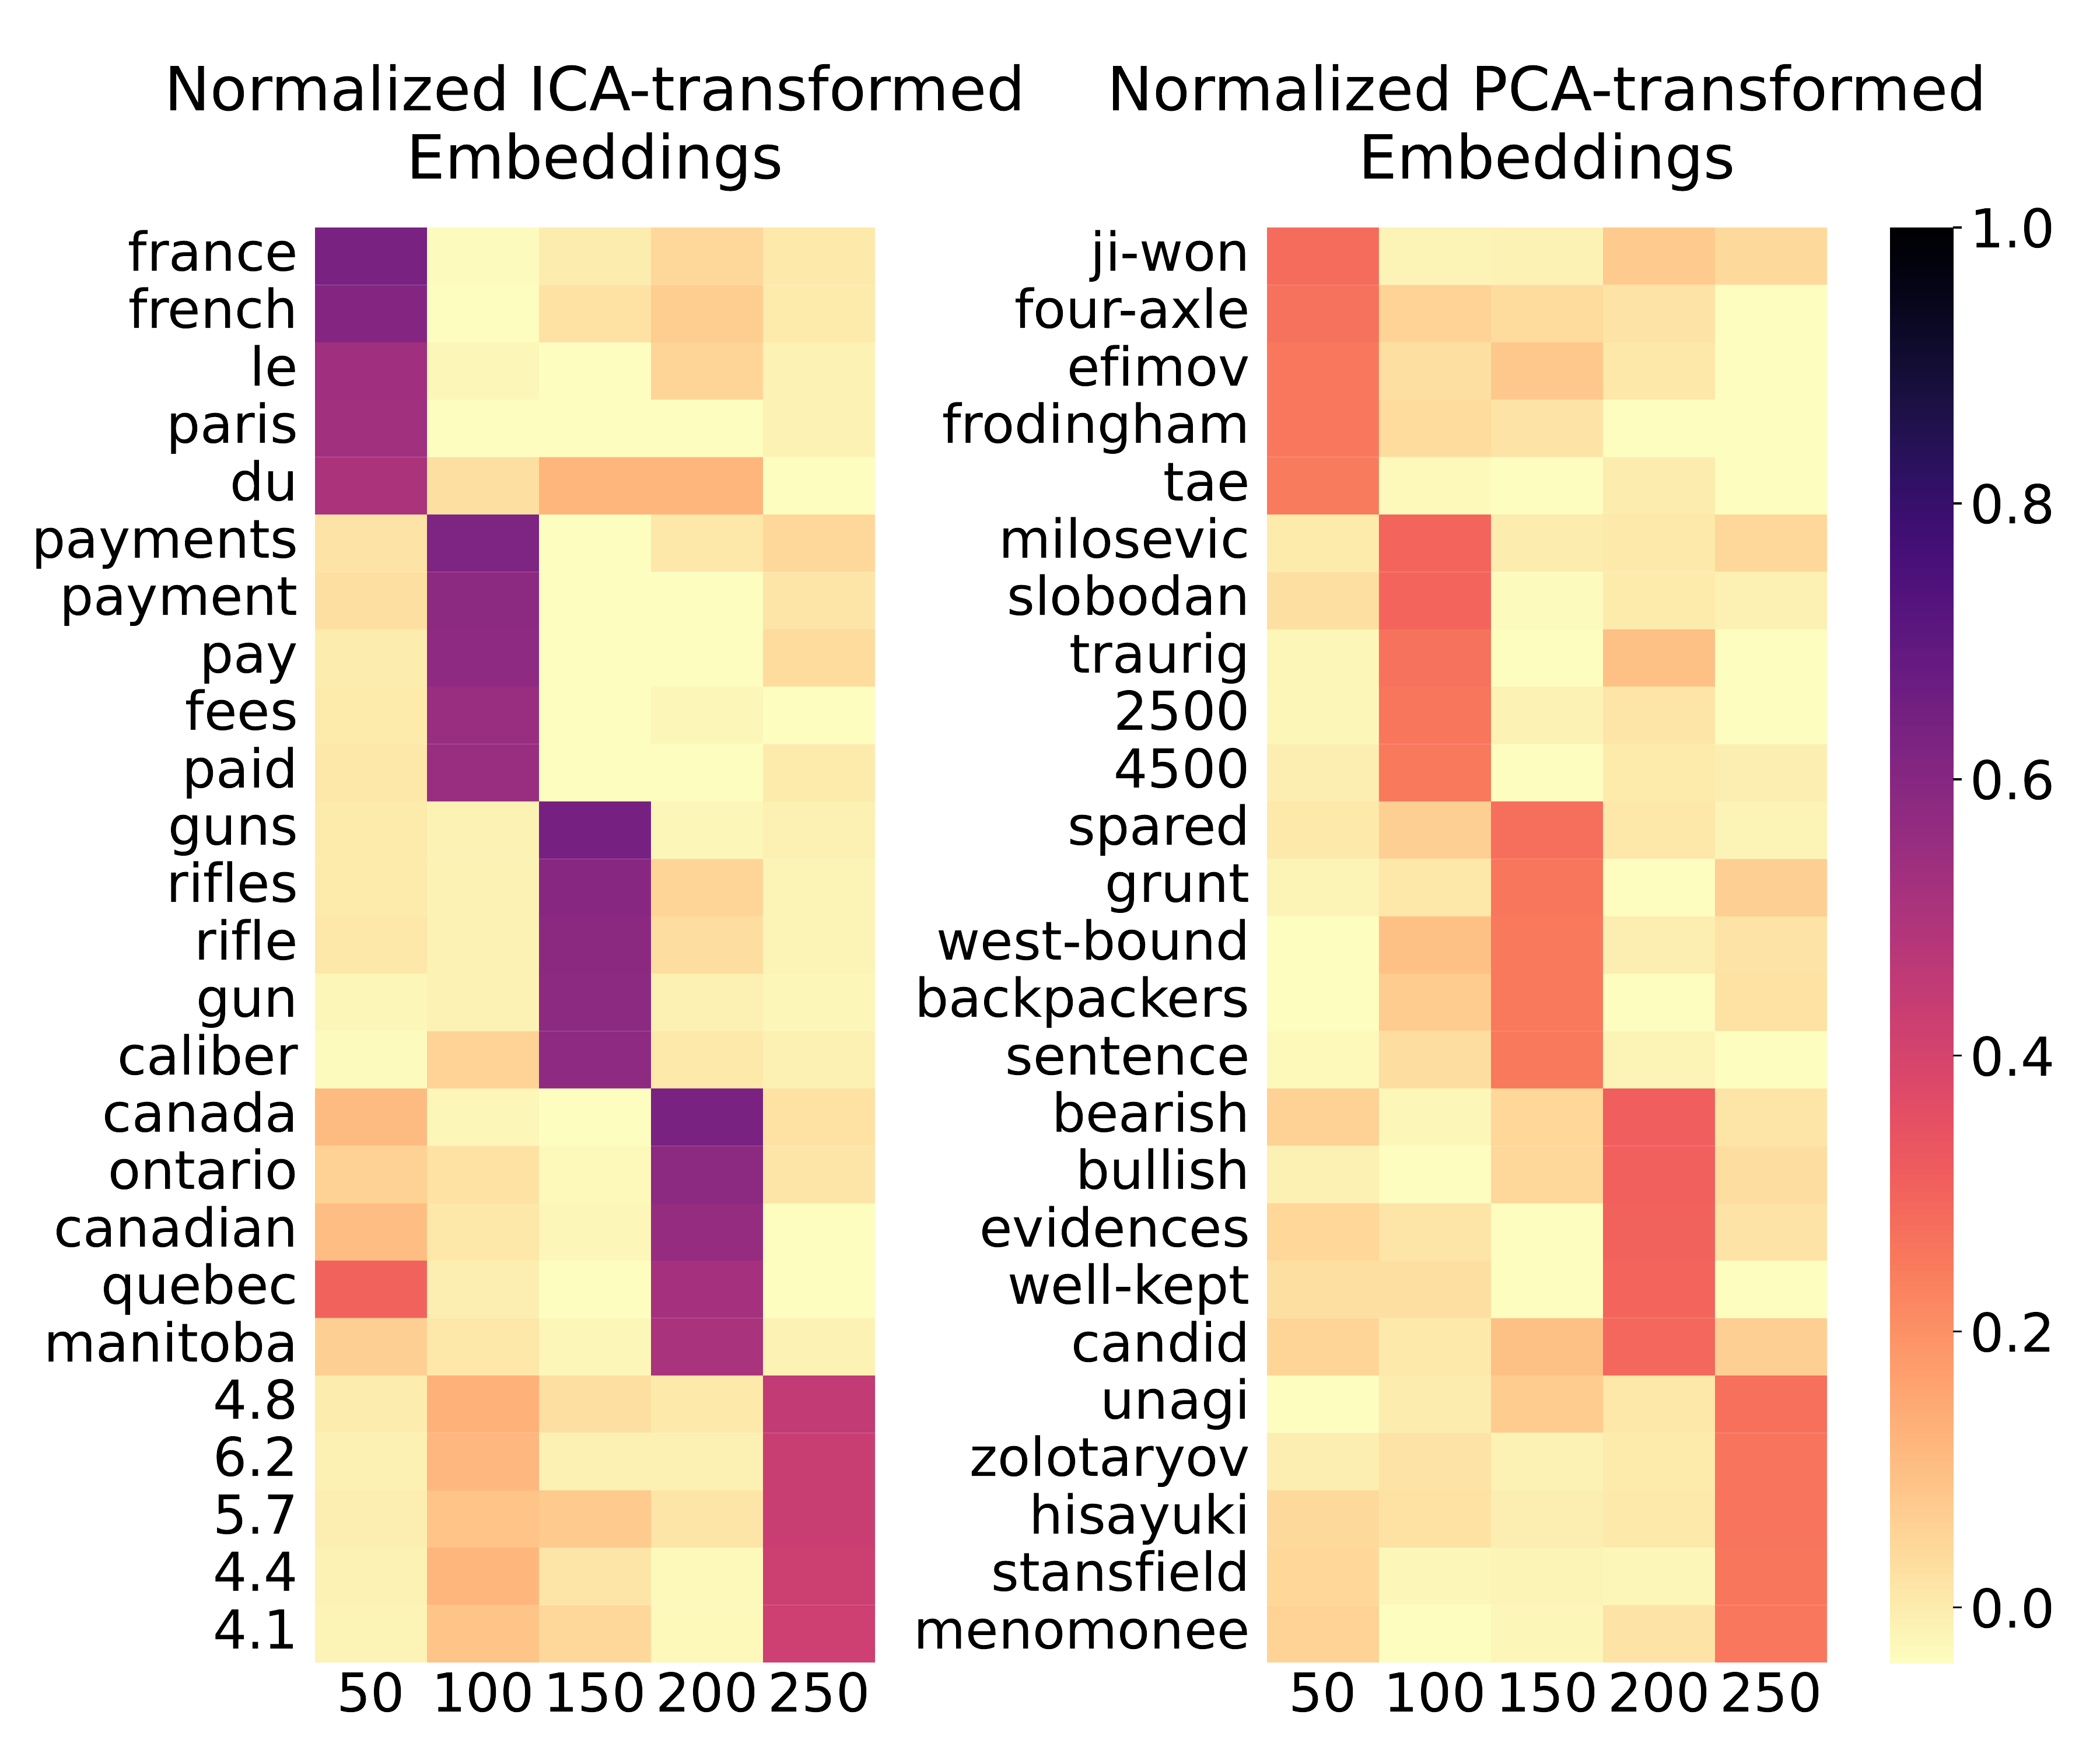 Normalized ICA-transformed
Embeddings
france
french
le
paris
du
payments
payment
pay
fees
paid
guns
rifles
rifle
gun
caliber
canada
ontario
canadian
quebec
manitoba
4.8
6.2
5.7
4.4
4.1
50 100 150 200 250
Normalized PCA-transformed
Embeddings
ji-won
four-axle
efimov
frodingham
tae
milosevic
slobodan
traurig
2500
4500
spared
grunt
west-bound
backpackers
sentence
bearish
bullish
evidences
well-kept
candid
unagi
zolotaryov
hisayuki
stansfield
menomonee
50 100 150 200 250
1.0
0.8
0.6
0.4
0.2
0.0